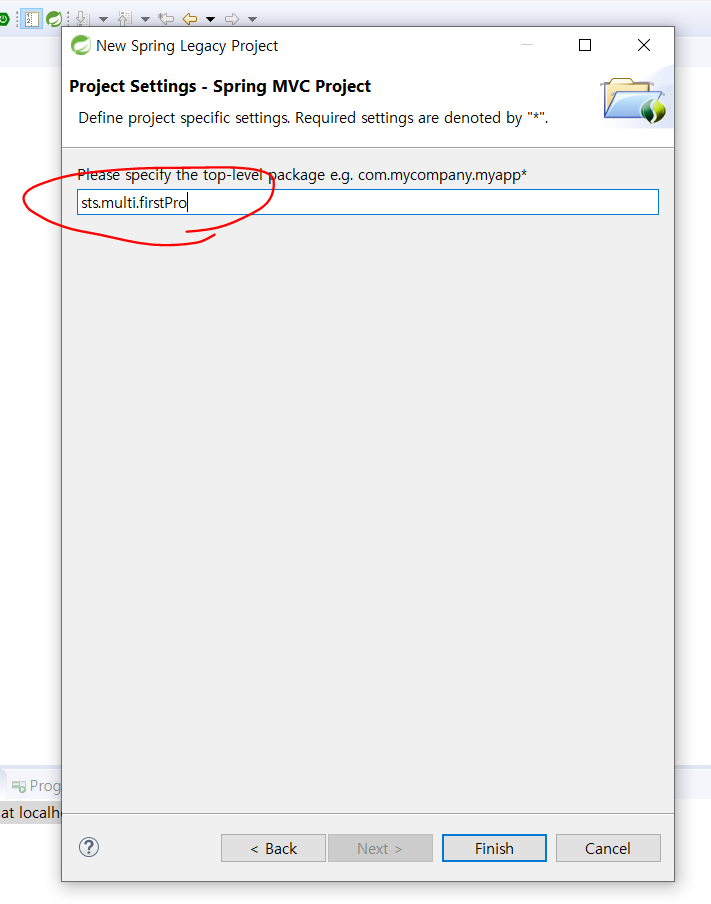 New Spring Legacy Project
Project Settings - Spring MVC Project
Define project specific settings. Required settings are denoted by "*".
Please specify the top-level package e.g. com.mycompany.myapp*
sts.multi.firstPro
Prog
at localh
< Back
Next >
Finish
Cancel